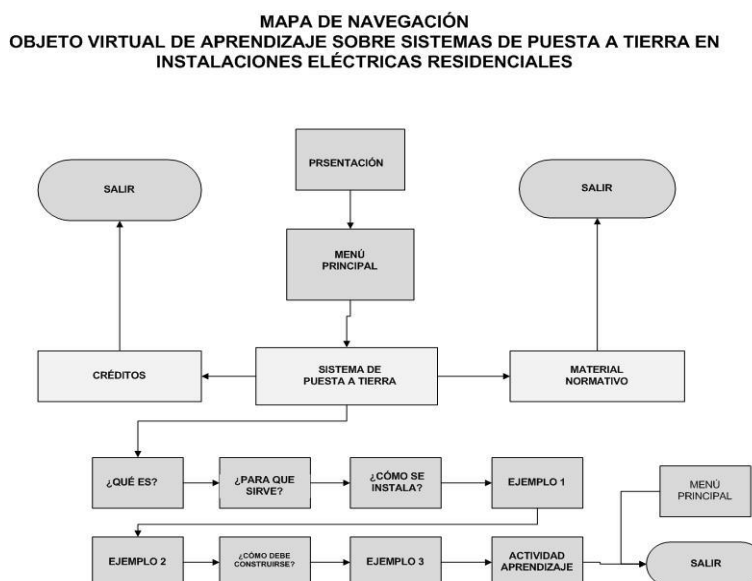 MAPA DE NAVEGACIÓN
OBJETO VIRTUAL DE APRENDIZAJE SOBRE SISTEMAS DE PUESTA A TIERRA EN
INSTALACIONES ELÉCTRICAS RESIDENCIALES
PRSENTACIÓN
SALIR
SALIR
MENÚ
PRINCIPAL
CRÉDITOS
SISTEMA DE
PUESTA A TIERRA
MATERIAL
NORMATIVO
¿QUÉ ES?
¿PARA QUE
SIRVE?
¿CÓMO SE
INSTALA?
EJEMPLO 1
MENÚ
PRINCIPAL
EJEMPLO 2
¿CÓMO DEBE
CONSTRUIRSE?
EJEMPLO 3
ACTIVIDAD
APRENDIZAJE
SALIR